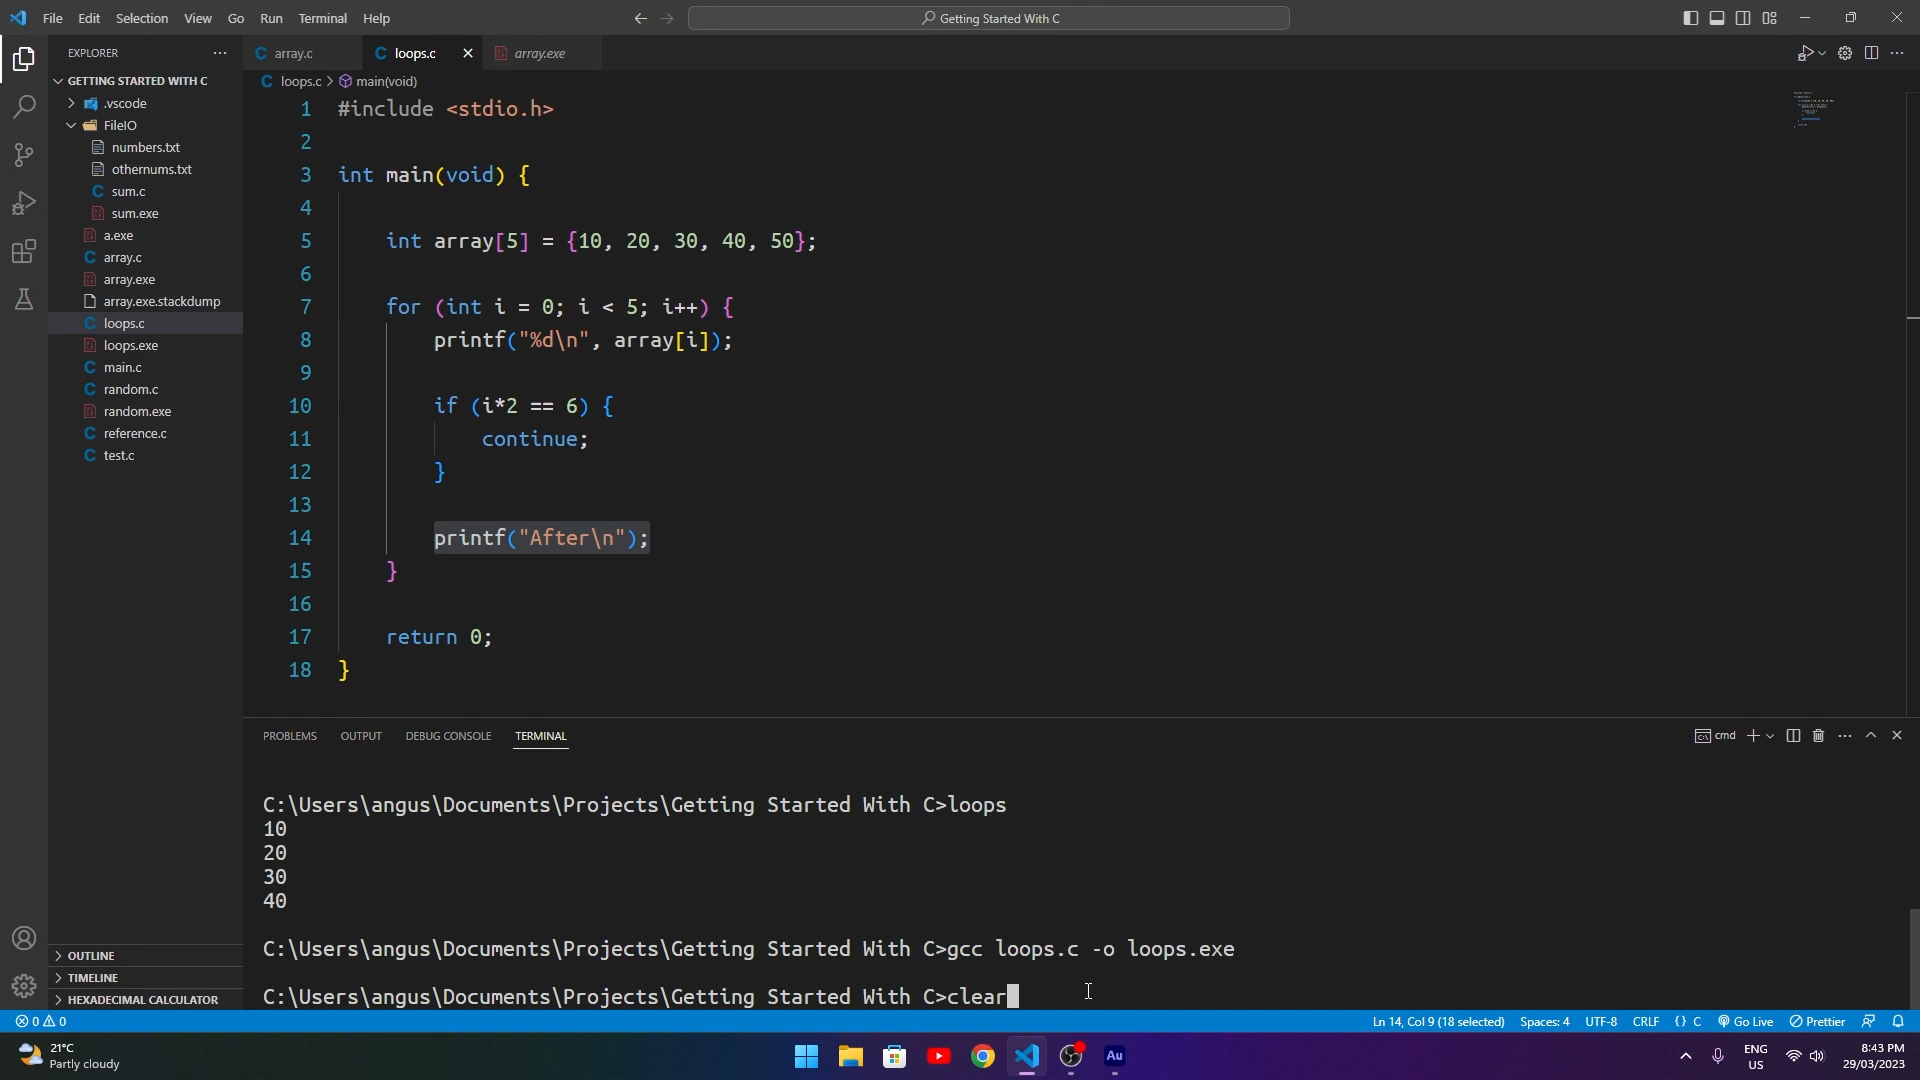 File Edit Selection View Go Run Terminal Help
Getting Started With C
EXPLORER
GETTING STARTED WITH C
.vscode
FileIO
numbers.txt
othernums.txt
sum.c
sum.exe
a.exe
array.c
array.exe
array.exe.stackdump
loops.c
loops.exe
main.c
random.c
random.exe
reference.c
test.c
OUTLINE
TIMELINE
HEXADECIMAL CALCULATOR
array.c loops.c array.exe
loops.c > main(void)
1 #include <stdio.h>
2
3 int main(void) {
4
5 int array[5] = {10, 20, 30, 40, 50};
6
7 for (int i = 0; i < 5; i++) {
8 printf("%d\n", array[i]);
9
10 if (i*2 == 6) {
11 continue;
12 }
13
14 printf("After\n");
15 }
16
17 return 0;
18 }
PROBLEMS OUTPUT DEBUG CONSOLE TERMINAL
cmd
C:\Users\angus\Documents\Projects\Getting Started With C>loops
10
20
30
40
C:\Users\angus\Documents\Projects\Getting Started With C>gcc loops.c -o loops.exe
C:\Users\angus\Documents\Projects\Getting Started With C>clear
0 0 Ln 14, Col 9 (18 selected) Spaces: 4 UTF-8 CRLF {} C Go Live Prettier
21°C
Partly cloudy
Au
ENG
US
8:43 PM
29/03/2023